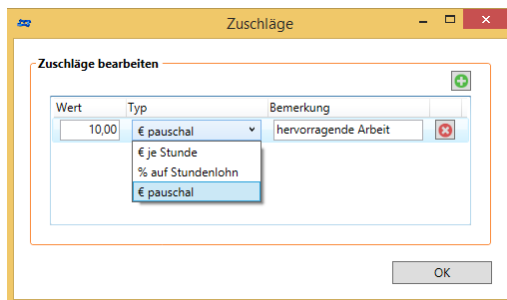 Zuschläge
Zuschläge bearbeiten
Wert Typ Bemerkung
10,00 € pauschal hervorragende Arbeit
€ je Stunde
% auf Stundenlohn
€ pauschal
OK